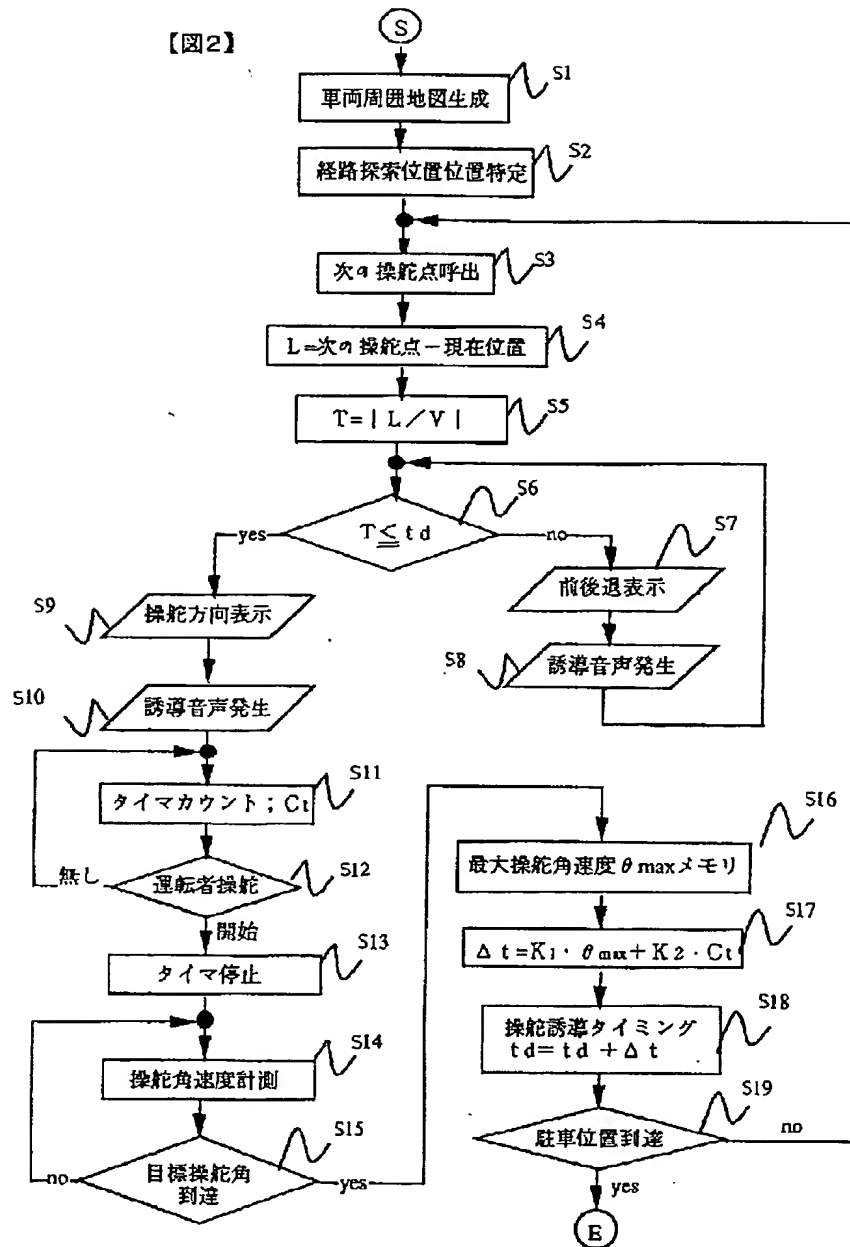 【図2】
S
車両周囲地図生成
S1
経路探索位置位置特定
S2
次の操舵点呼出
S3
L=次の操舵点－現在位置
S4
T=|L／V|
S5
T≦td
S6
yes
no
前後退表示
S7
誘導音声発生
S8
操舵方向表示
S9
誘導音声発生
S10
タイマカウント；Ct
S11
運転者操舵
S12
無し
開始
タイマ停止
S13
操舵角速度計測
S14
目標操舵角
到達
S15
no
yes
最大操舵角速度θmaxメモリ
S16
Δt=K1・θmax+K2・Ct
S17
操舵誘導タイミング
td=td+Δt
S18
駐車位置到達
S19
no
yes
E